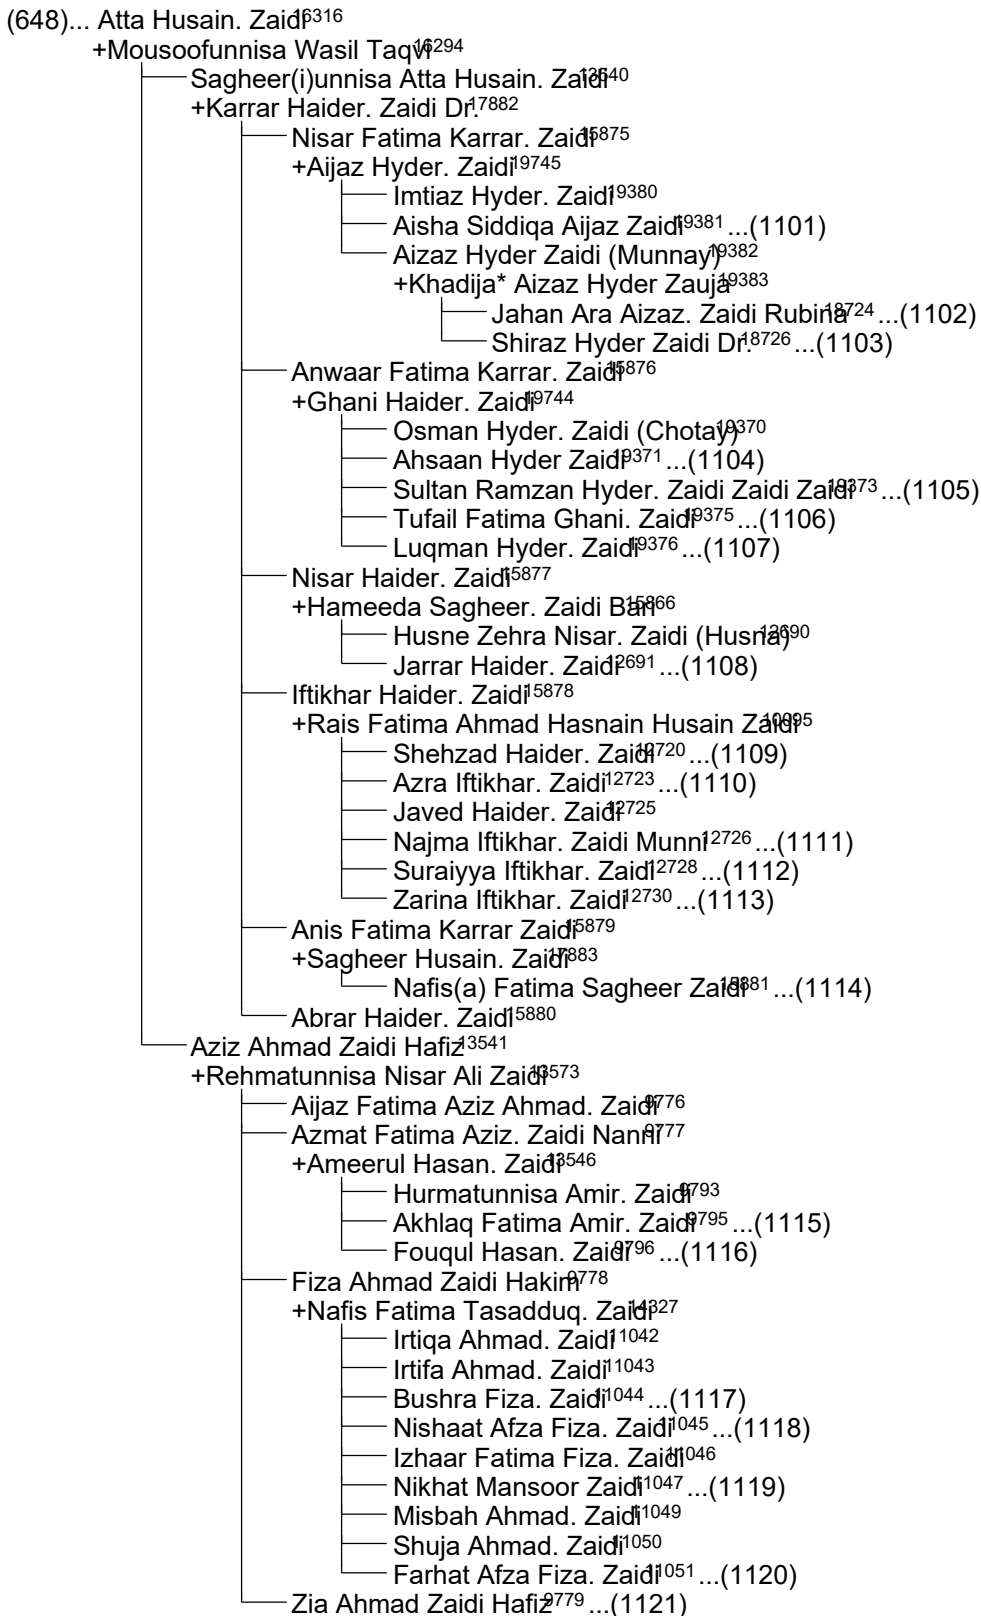 (648)... Atta Husain. Zaidi16316
+Mousoofunnisa Wasil Taqvi16294
Sagheer(i)unnisa Atta Husain. Zaidi13540
+Karrar Haider. Zaidi Dr.17882
Nisar Fatima Karrar. Zaidi15875
+Aijaz Hyder. Zaidi19745
Imtiaz Hyder. Zaidi19380
Aisha Siddiqa Aijaz Zaidi19381 ...(1101)
Aizaz Hyder Zaidi (Munnay)19382
+Khadija* Aizaz Hyder Zauja19383
Jahan Ara Aizaz. Zaidi Rubina18724 ...(1102)
Shiraz Hyder Zaidi Dr.18726 ...(1103)
Anwaar Fatima Karrar. Zaidi15876
+Ghani Haider. Zaidi19744
Osman Hyder. Zaidi (Chotay)19370
Ahsaan Hyder Zaidi19371 ...(1104)
Sultan Ramzan Hyder. Zaidi Zaidi Zaidi19373 ...(1105)
Tufail Fatima Ghani. Zaidi19375 ...(1106)
Luqman Hyder. Zaidi19376 ...(1107)
Nisar Haider. Zaidi15877
+Hameeda Sagheer. Zaidi Bari15866
Husne Zehra Nisar. Zaidi (Husna)12690
Jarrar Haider. Zaidi12691 ...(1108)
Iftikhar Haider. Zaidi15878
+Rais Fatima Ahmad Hasnain Husain Zaidi10095
Shehzad Haider. Zaidi12720 ...(1109)
Azra Iftikhar. Zaidi12723 ...(1110)
Javed Haider. Zaidi12725
Najma Iftikhar. Zaidi Munni12726 ...(1111)
Suraiyya Iftikhar. Zaidi12728 ...(1112)
Zarina Iftikhar. Zaidi12730 ...(1113)
Anis Fatima Karrar Zaidi15879
+Sagheer Husain. Zaidi17883
Nafis(a) Fatima Sagheer Zaidi15881 ...(1114)
Abrar Haider. Zaidi15880
Aziz Ahmad Zaidi Hafiz13541
+Rehmatunnisa Nisar Ali Zaidi13573
Aijaz Fatima Aziz Ahmad. Zaidi9776
Azmat Fatima Aziz. Zaidi Nanni9777
+Ameerul Hasan. Zaidi13546
Hurmatunnisa Amir. Zaidi9793
Akhlaq Fatima Amir. Zaidi9795 ...(1115)
Fouqul Hasan. Zaidi9796 ...(1116)
Fiza Ahmad Zaidi Hakim9778
+Nafis Fatima Tasadduq. Zaidi14327
Irtiqa Ahmad. Zaidi11042
Irtifa Ahmad. Zaidi11043
Bushra Fiza. Zaidi11044 ...(1117)
Nishaat Afza Fiza. Zaidi11045 ...(1118)
Izhaar Fatima Fiza. Zaidi11046
Nikhat Mansoor Zaidi11047 ...(1119)
Misbah Ahmad. Zaidi11049
Shuja Ahmad. Zaidi11050
Farhat Afza Fiza. Zaidi11051 ...(1120)
Zia Ahmad Zaidi Hafiz9779 ...(1121)